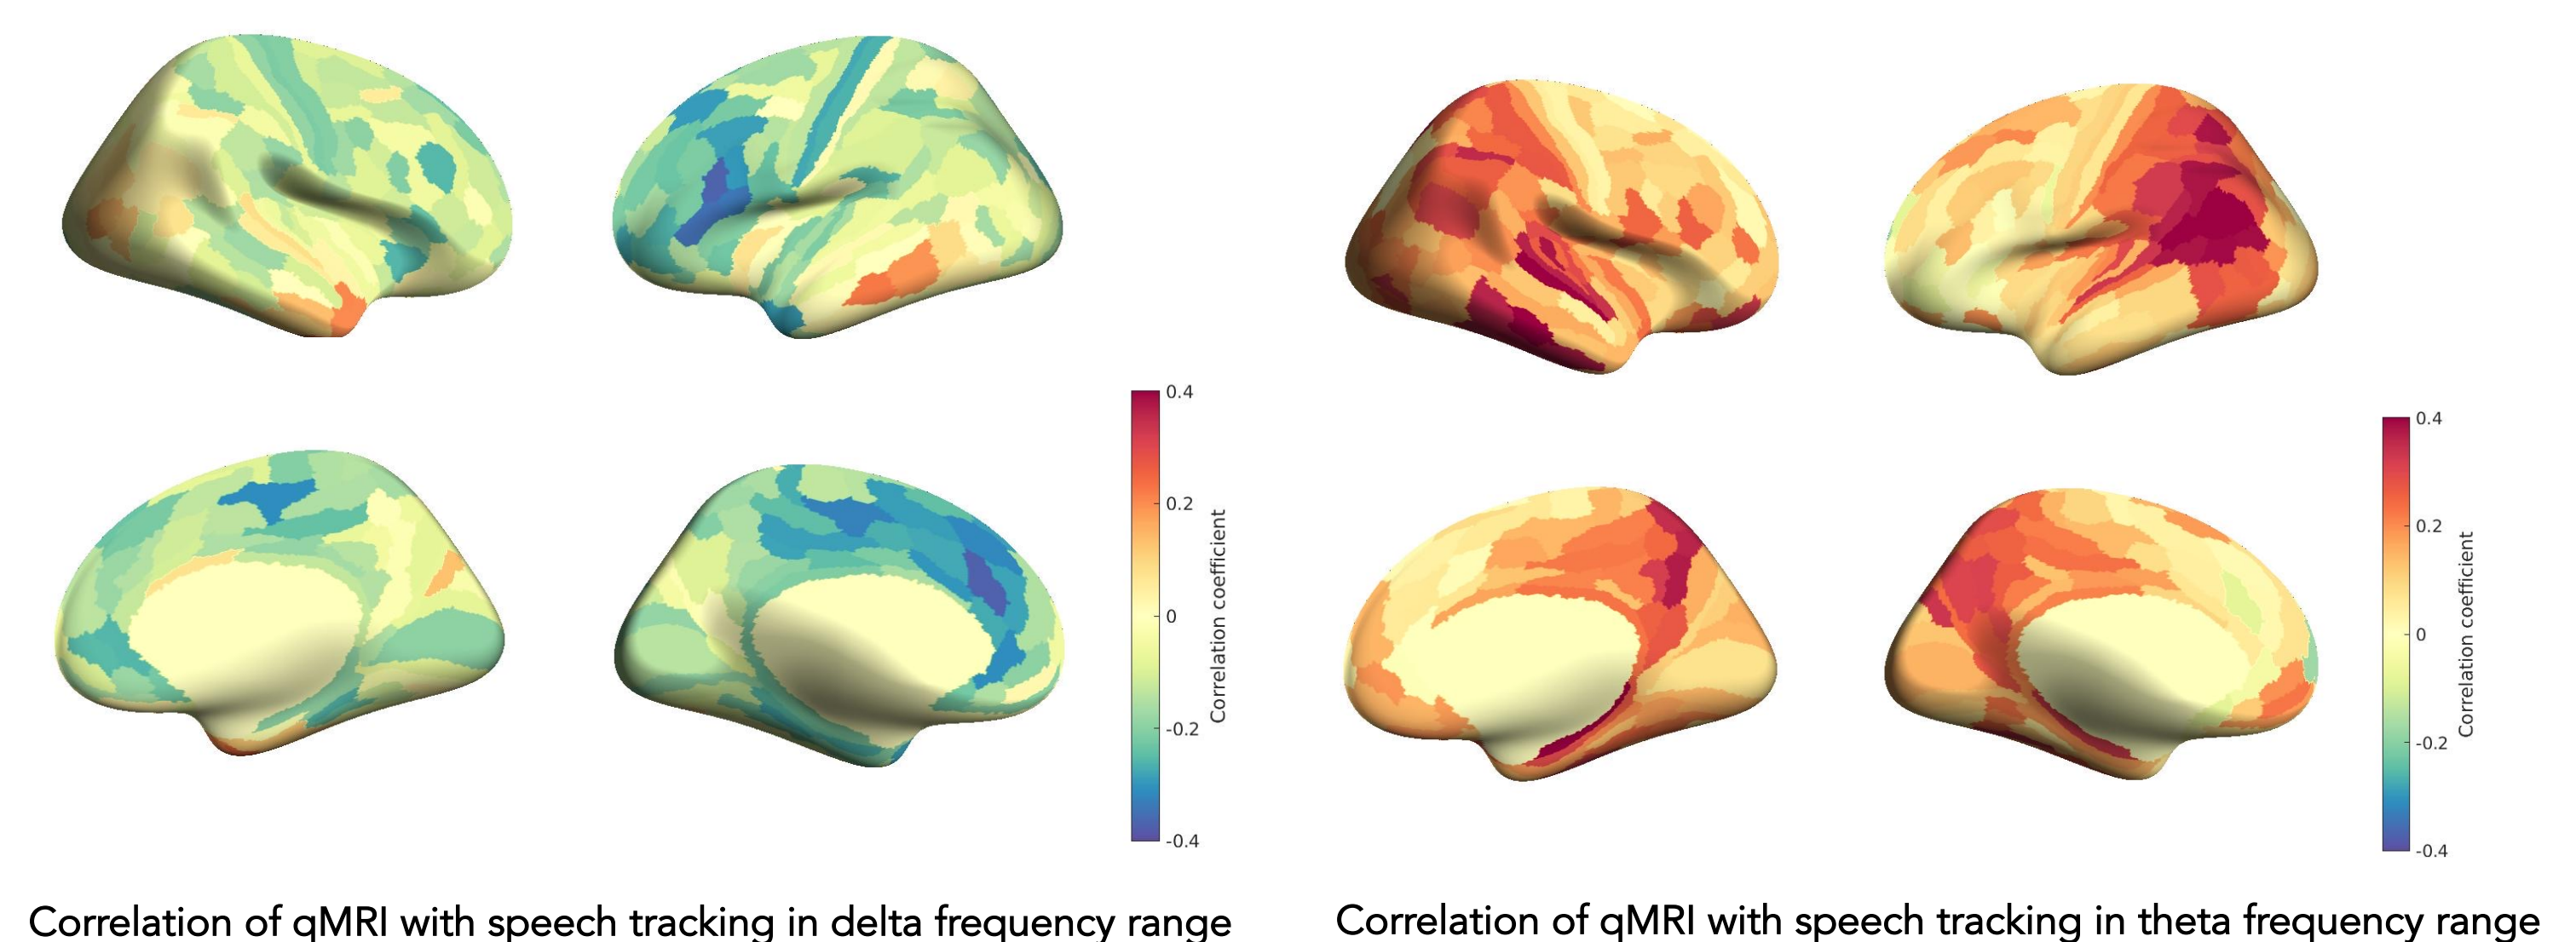 0.4
0.2
0
-0.2
-0.4
Correlation coefficient
0.4
0.2
0
-0.2
-0.4
Correlation coefficient
Correlation of qMRI with speech tracking in delta frequency range
Correlation of qMRI with speech tracking in theta frequency range